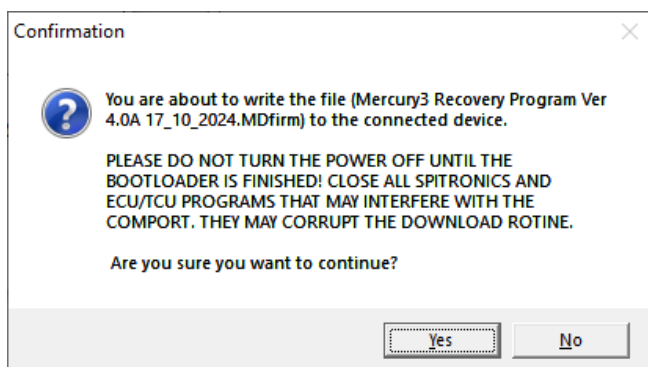 Confirmation
You are about to write the file (Mercury3 Recovery Program Ver
4.0A 17_10_2024.MDfirm) to the connected device.
PLEASE DO NOT TURN THE POWER OFF UNTIL THE
BOOTLOADER IS FINISHED! CLOSE ALL SPITRONICS AND
ECU/TCU PROGRAMS THAT MAY INTERFERE WITH THE
COMPORT. THEY MAY CORRUPT THE DOWNLOAD ROTINE.
Are you sure you want to continue?
Yes
No